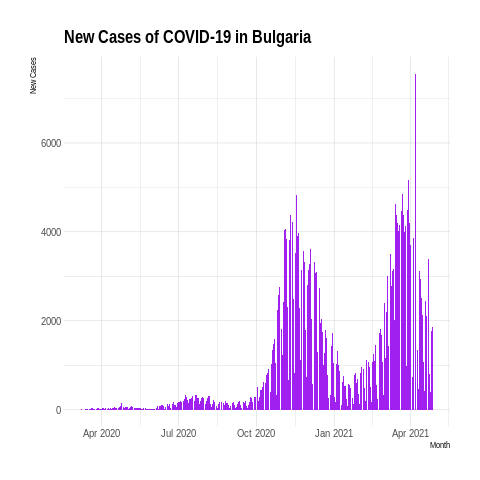 New Cases of COVID-19 in Bulgaria
New Cases
6000
4000
2000
0
Apr 2020
Jul 2020
Oct 2020
Jan 2021
Apr 2021
Month